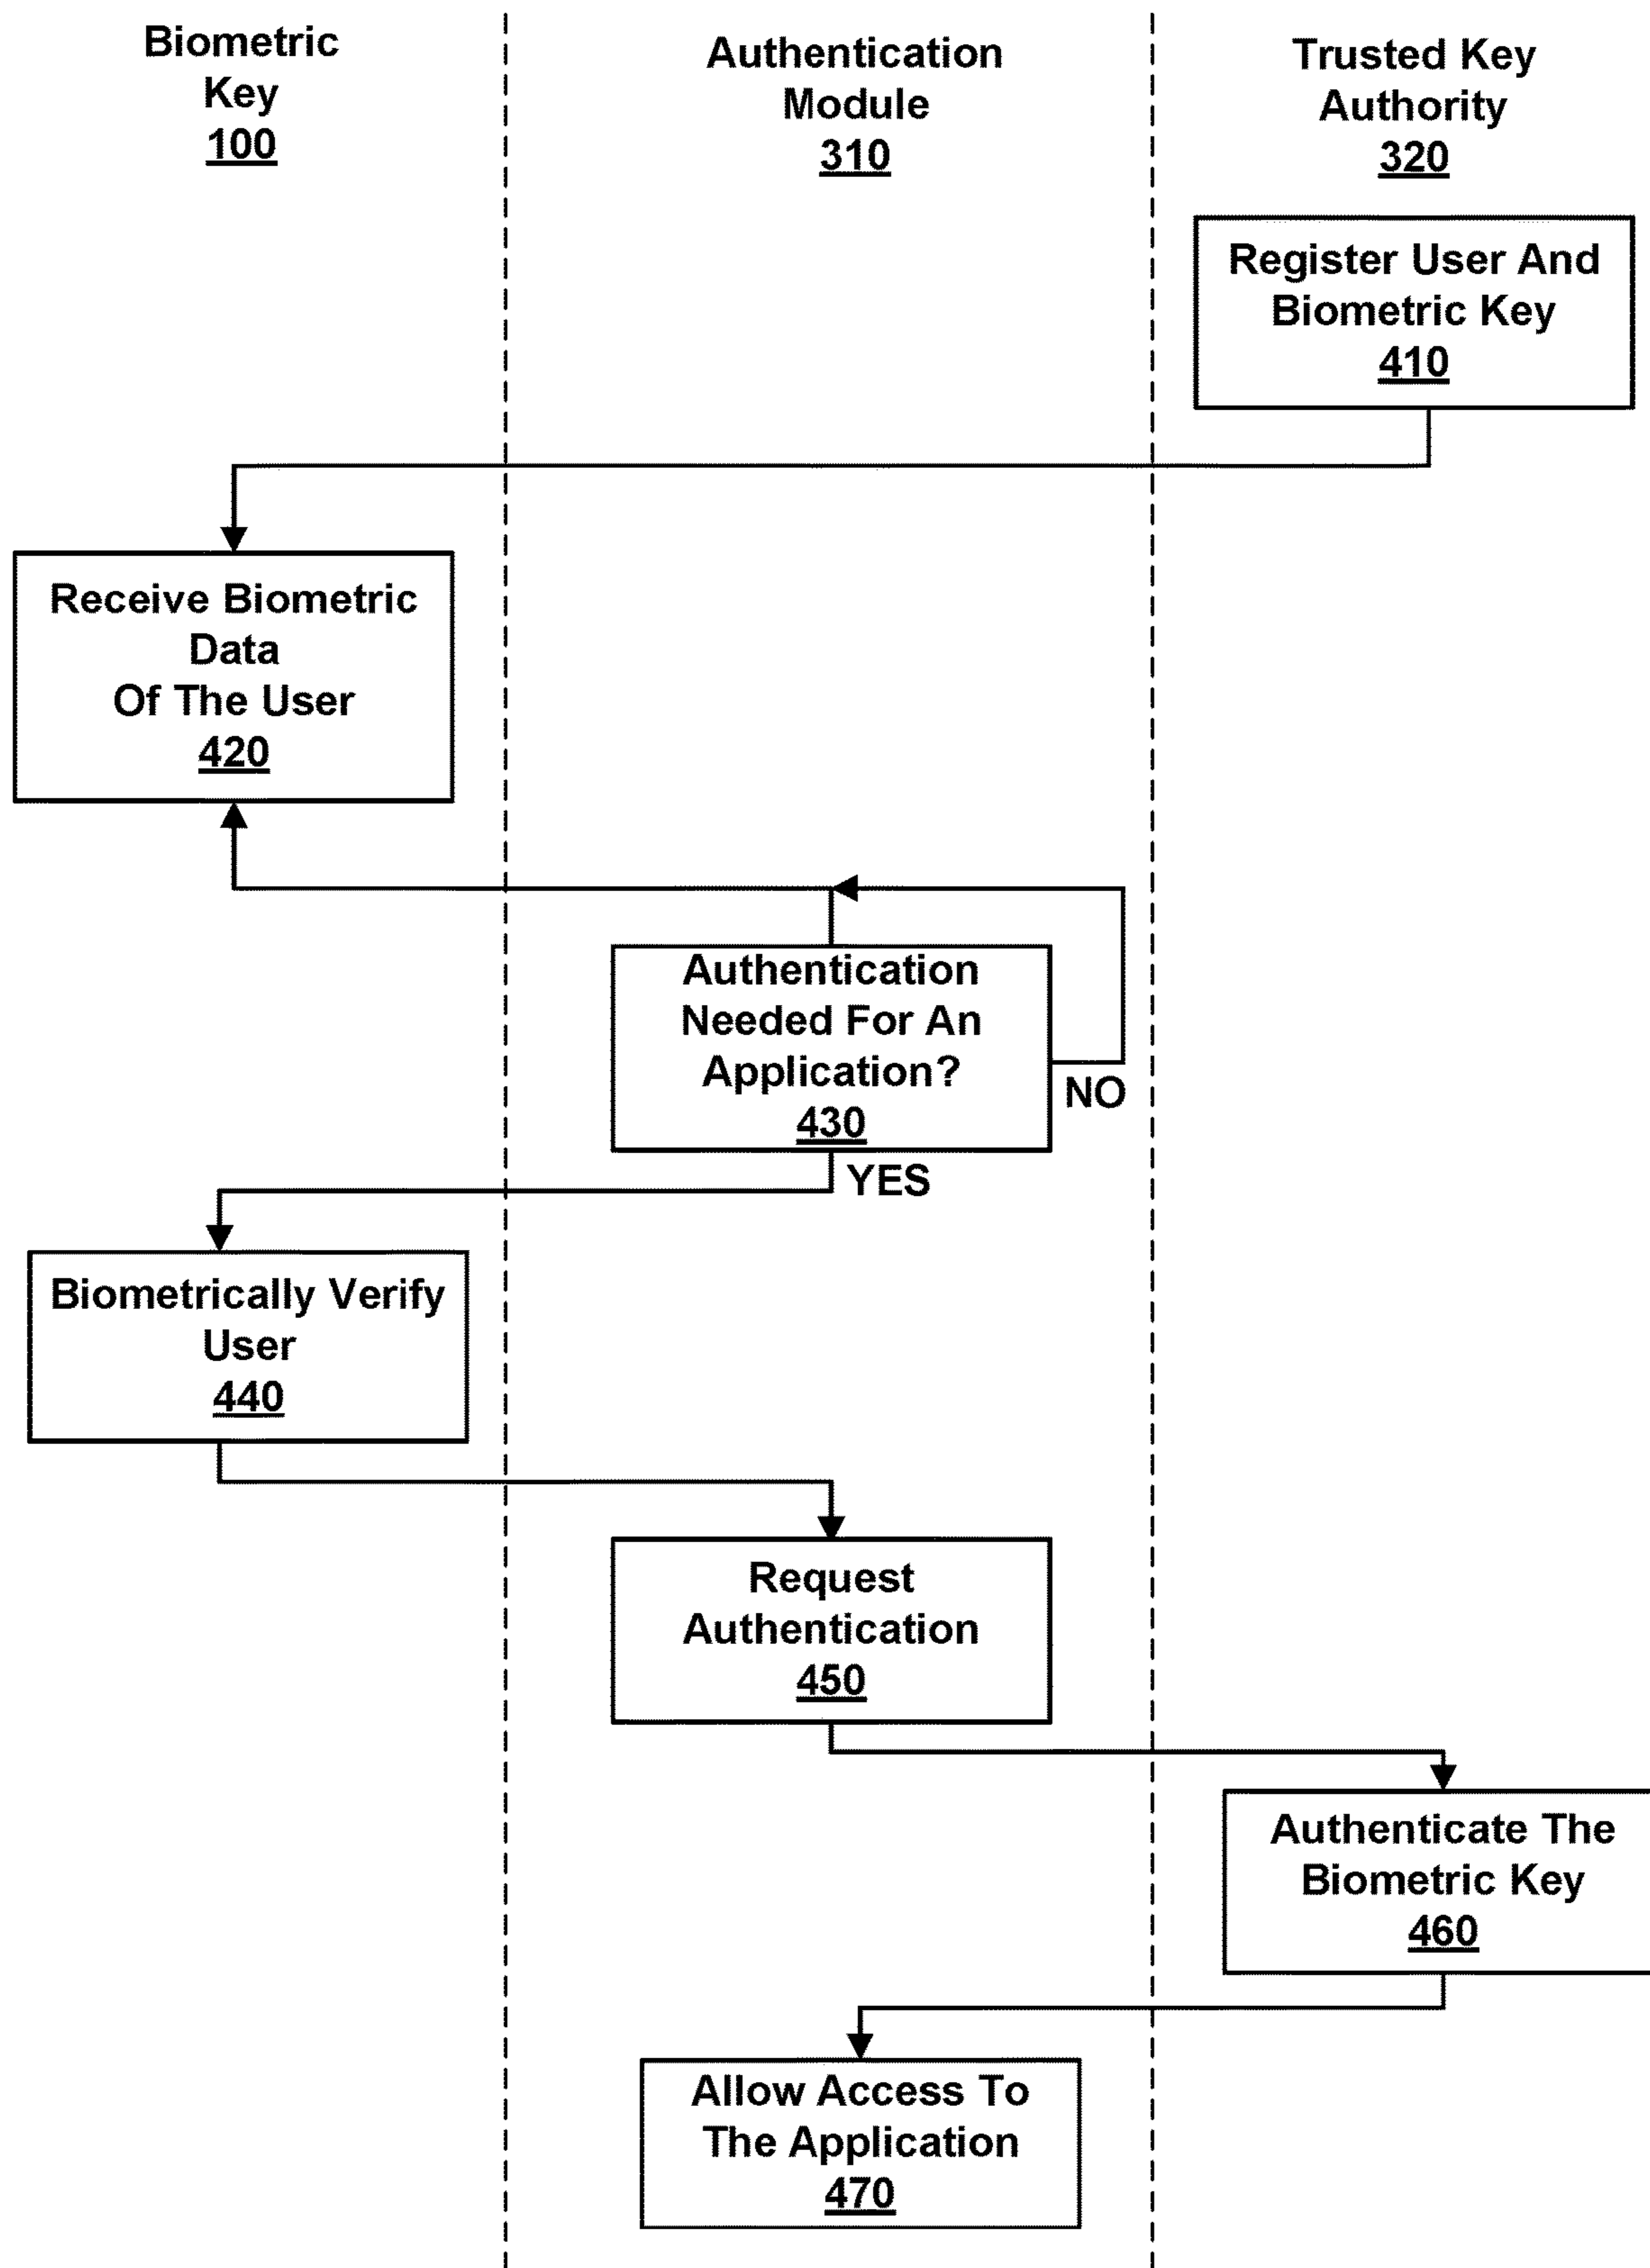 Biometric
Key
100
Authentication
Module
310
Trusted Key
Authority
320
Register User And
Biometric Key
410
Receive Biometric
Data
Of The User
420
Authentication
Needed For An
Application?
430
NO
YES
Biometrically Verify
User
440
Request
Authentication
450
Authenticate The
Biometric Key
460
Allow Access To
The Application
470